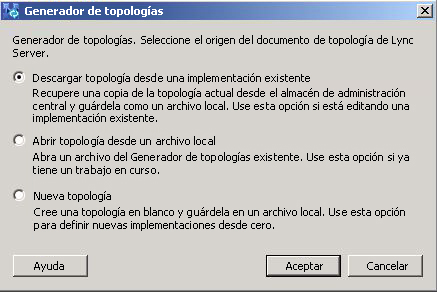 Generador de topologías
Generador de topologías. Seleccione el origen del documento de topología de Lync
Server.
Descargar topología desde una implementación existente
Recupere una copia de la topología actual desde el almacén de administración
central y guárdela como un archivo local. Use esta opción si está editando una
implementación existente.
Abrir topología desde un archivo local
Abra un archivo del Generador de topologías existente. Use esta opción si ya
tiene un trabajo en curso.
Nueva topología
Cree una topología en blanco y guárdela en un archivo local. Use esta opción
para definir nuevas implementaciones desde cero.
Ayuda
Aceptar
Cancelar